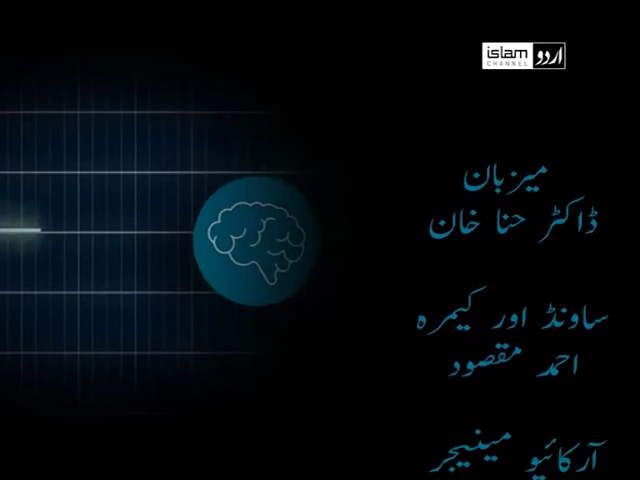 islam اردو
CHANNEL
میزبان
ڈاکٹر حنا خان
ساونڈ اور کیمرہ
احمد مقصود
آرکائیو مینیجر